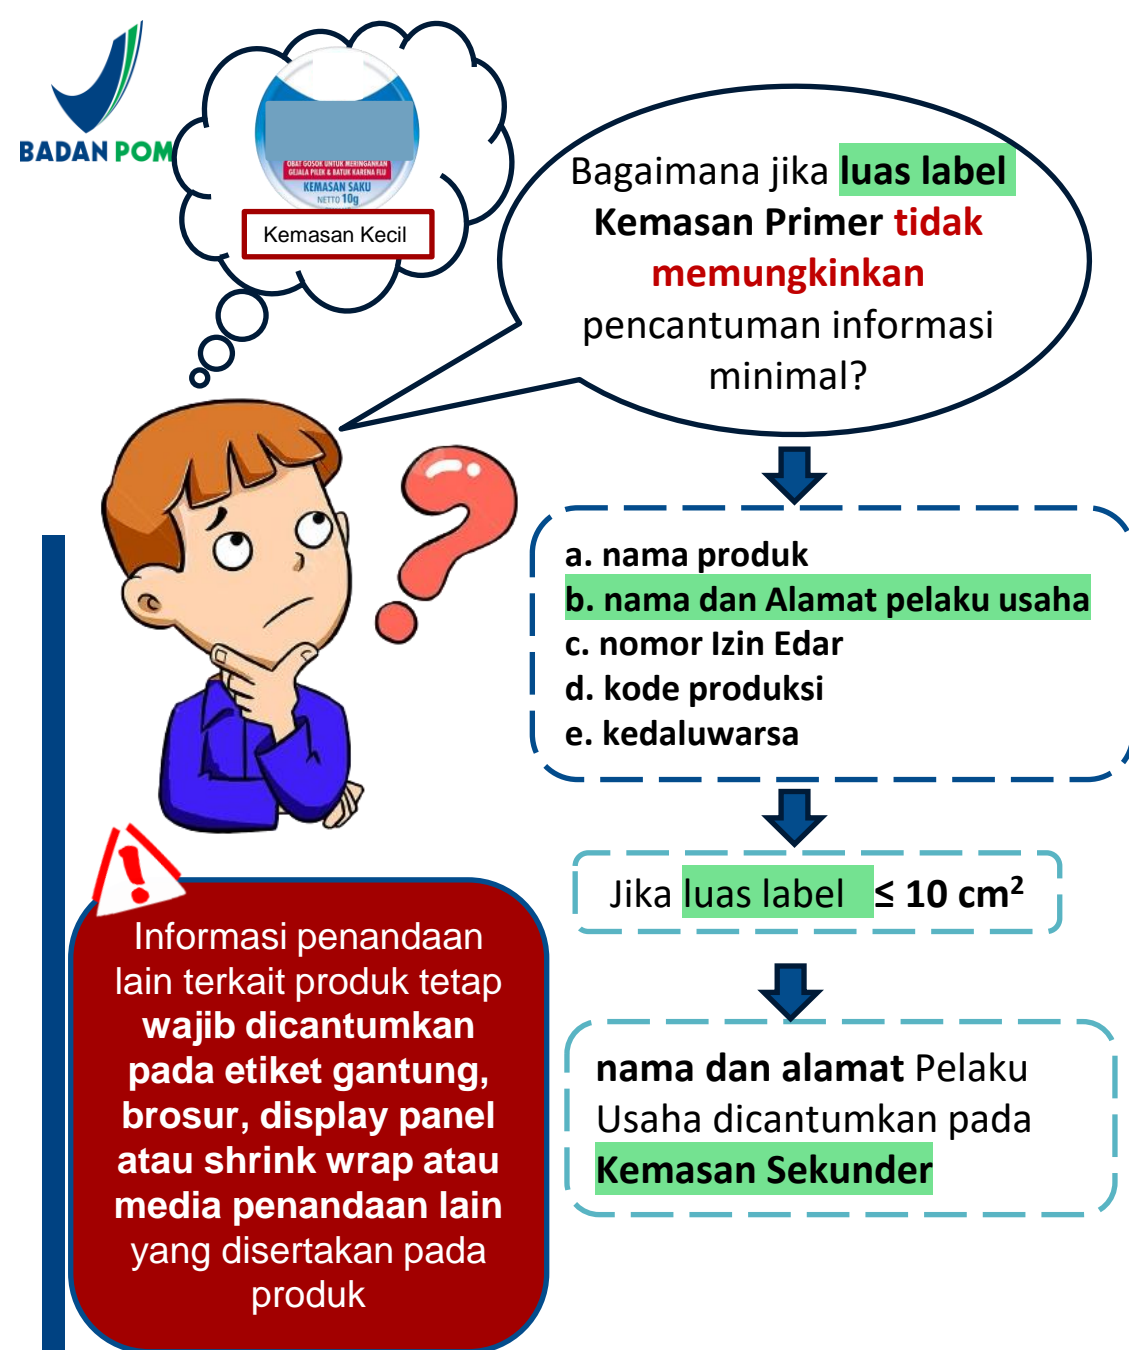 BADAN POM
OBAT GOSOK UNTUK MERINGANKAN
GEJALA PILEK & BATUK KARENA FLU
KEMASAN SAKU
NETTO 10g
Kemasan Kecil
Bagaimana jika luas label
Kemasan Primer tidak
memungkinkan
pencantuman informasi
minimal?
a. nama produk
b. nama dan Alamat pelaku usaha
c. nomor Izin Edar
d. kode produksi
e. kedaluwarsa
Jika luas label ≤ 10 cm²
nama dan alamat Pelaku
Usaha dicantumkan pada
Kemasan Sekunder
Informasi penandaan
lain terkait produk tetap
wajib dicantumkan
pada etiket gantung,
brosur, display panel
atau shrink wrap atau
media penandaan lain
yang disertakan pada
produk